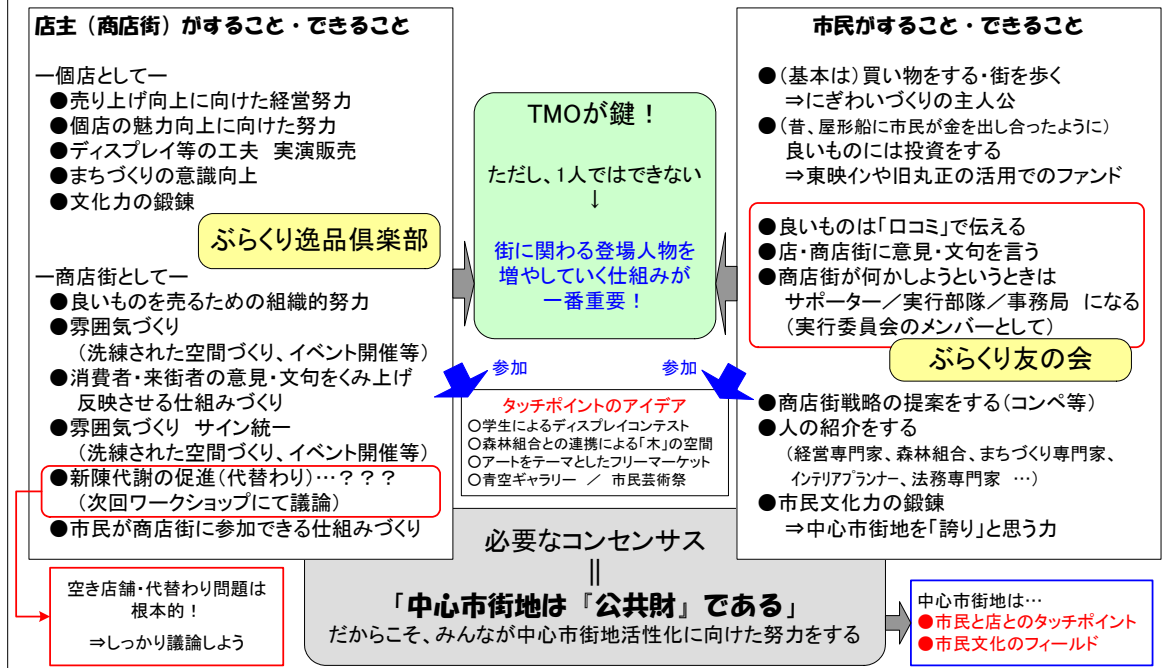 店主（商店街）がすること・できること
―個店として―
●売り上げ向上に向けた経営努力
●個店の魅力向上に向けた努力
●ディスプレイ等の工夫　実演販売
●まちづくりの意識向上
●文化力の鍛錬
ぶらくり逸品倶楽部
―商店街として―
●良いものを売るための組織的努力
●雰囲気づくり
（洗練された空間づくり、イベント開催等）
●消費者・来街者の意見・文句をくみ上げ
反映させる仕組みづくり
●雰囲気づくり　サイン統一
（洗練された空間づくり、イベント開催等）
●新陳代謝の促進（代替わり）…？？？
（次回ワークショップにて議論）
●市民が商店街に参加できる仕組みづくり
空き店舗・代替わり問題は
根本的！
⇒しっかり議論しよう
TMOが鍵！
ただし、1人ではできない
↓
街に関わる登場人物を
増やしていく仕組みが
一番重要！
参加
参加
タッチポイントのアイデア
○学生によるディスプレイコンテスト
○森林組合との連携による「木」の空間
○アートをテーマとしたフリーマーケット
○青空ギャラリー　／　市民芸術祭
必要なコンセンサス
＝
「中心市街地は『公共財』である」
だからこそ、みんなが中心市街地活性化に向けた努力をする
市民がすること・できること
●（基本は）買い物をする・街を歩く
⇒にぎわいづくりの主人公
●（昔、屋形船に市民が金を出し合ったように）
良いものには投資をする
⇒東映インや旧丸正の活用でのファンド
●良いものは「口コミ」で伝える
●店・商店街に意見・文句を言う
●商店街が何かしようというときは
サポーター／実行部隊／事務局　になる
（実行委員会のメンバーとして）
ぶらくり友の会
●商店街戦略の提案をする（コンペ等）
●人の紹介をする
（経営専門家、森林組合、まちづくり専門家、
インテリアプランナー、法務専門家　…）
●市民文化力の鍛錬
⇒中心市街地を「誇り」と思う力
中心市街地は…
●市民と店とのタッチポイント
●市民文化のフィールド